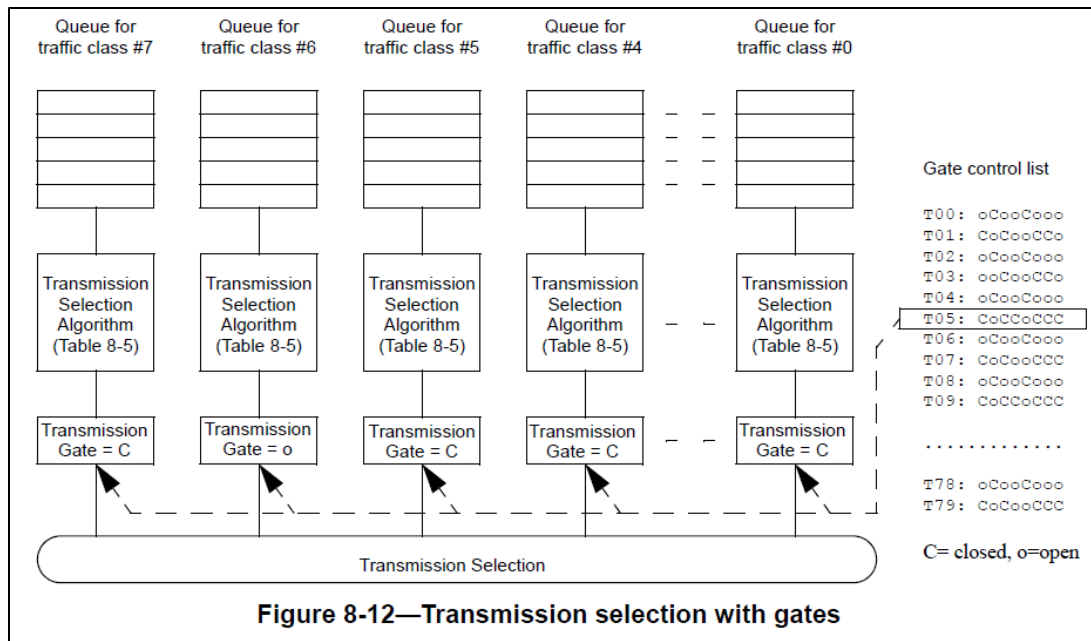 Queue for
traffic class #7
Queue for
traffic class #6
Queue for
traffic class #5
Queue for
traffic class #4
Queue for
traffic class #0
Transmission
Selection
Algorithm
(Table 8-5)
Transmission
Selection
Algorithm
(Table 8-5)
Transmission
Selection
Algorithm
(Table 8-5)
Transmission
Selection
Algorithm
(Table 8-5)
Transmission
Selection
Algorithm
(Table 8-5)
Transmission
Gate = C
Transmission
Gate = o
Transmission
Gate = C
Transmission
Gate = C
Transmission
Gate = C
Transmission Selection
Gate control list
T00: oCooCooo
T01: CoCooCCo
T02: oCooCooo
T03: ooCooCCo
T04: oCooCooo
T05: CoCCoCCC
T06: oCooCooo
T07: CoCooCCC
T08: oCooCooo
T09: CoCCoCCC
.............
T78: oCooCooo
T79: CoCooCCC
C= closed, o=open
Figure 8-12—Transmission selection with gates